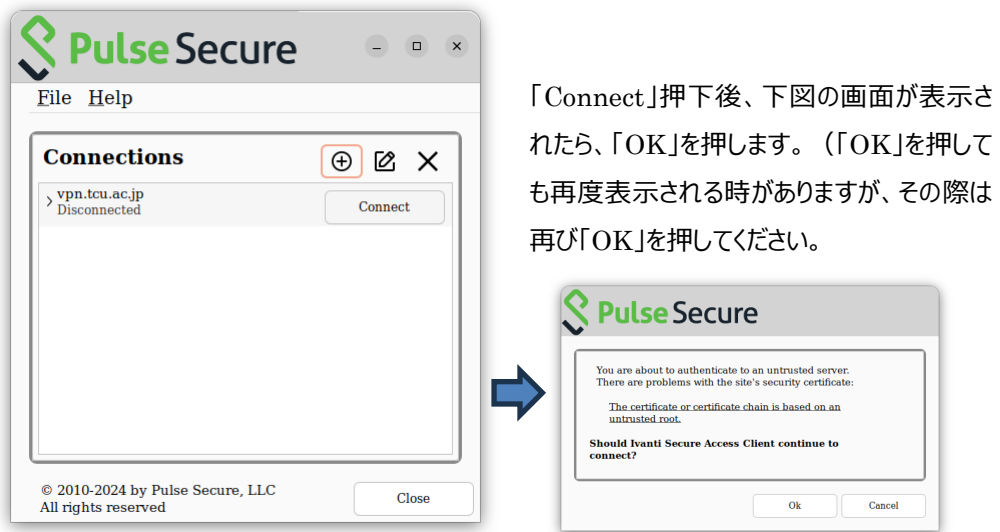 Pulse Secure
File Help
Connections
vpn.tcu.ac.jp
Disconnected
Connect
© 2010-2024 by Pulse Secure, LLC
All rights reserved
Close
「Connect」押下後、下図の画面が表示さ
れたら、「OK」を押します。（「OK」を押して
も再度表示される時がありますが、その際は
再び「OK」を押してください。
Pulse Secure
You are about to authenticate to an untrusted server.
There are problems with the site's security certificate:
The certificate or certificate chain is based on an
untrusted root.
Should Ivanti Secure Access Client continue to
connect?
Ok
Cancel